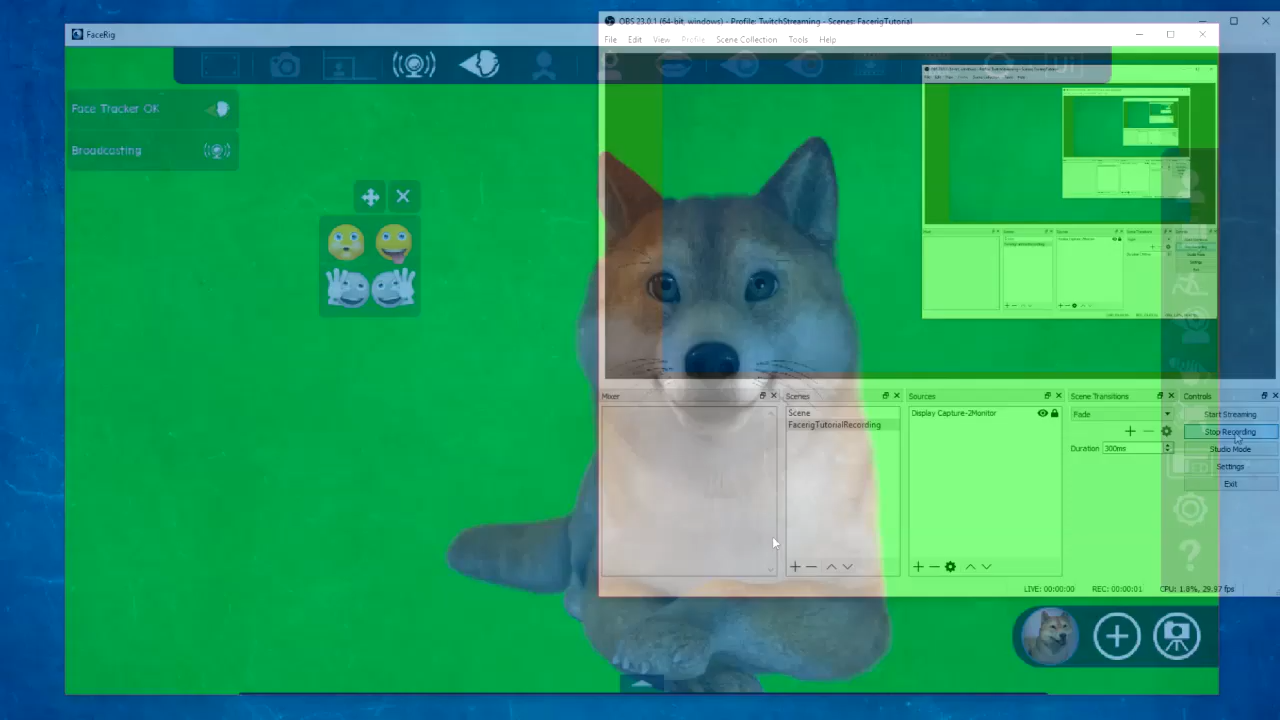 FaceRig
OBS 23.0.1 (64-bit, windows) - Profile: TwitchStreaming - Scenes: FacerigTutorial
File Edit View Profile Scene Collection Tools Help
Face Tracker OK
Broadcasting
Mixer
Scenes
Sources
Scene Transitions
Controls
Scene
FacerigTutorialRecording
Display Capture-2Monitor
Fade
Duration 300ms
Start Streaming
Stop Recording
Studio Mode
Settings
Exit
LIVE: 00:00:00 REC: 00:00:01 CPU: 1.8%, 29.97 fps